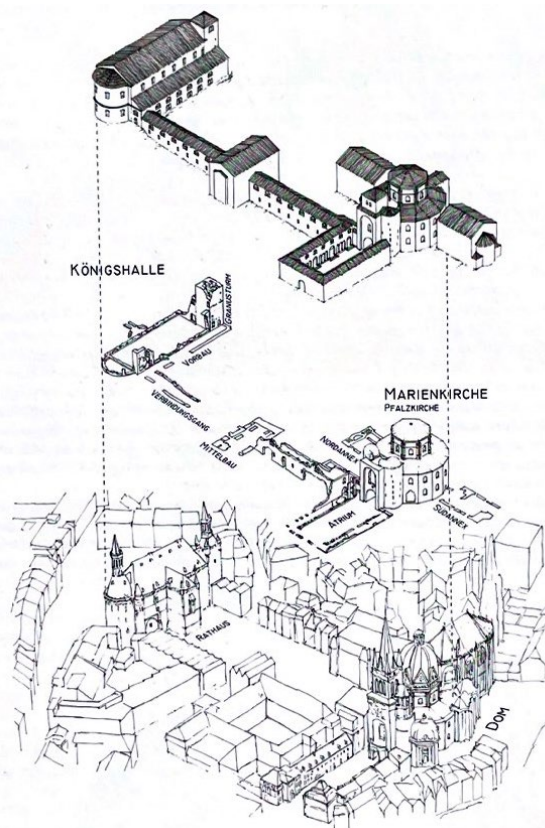 KÖNIGSHALLE
GRANUSTURM
VORBAU
VERBINDUNGSGANG
MARIENKIRCHE
PFALZKIRCHE
NORDANNEX
MITTELBAU
ATRIUM
SÜDANNEX
RATHAUS
DOM